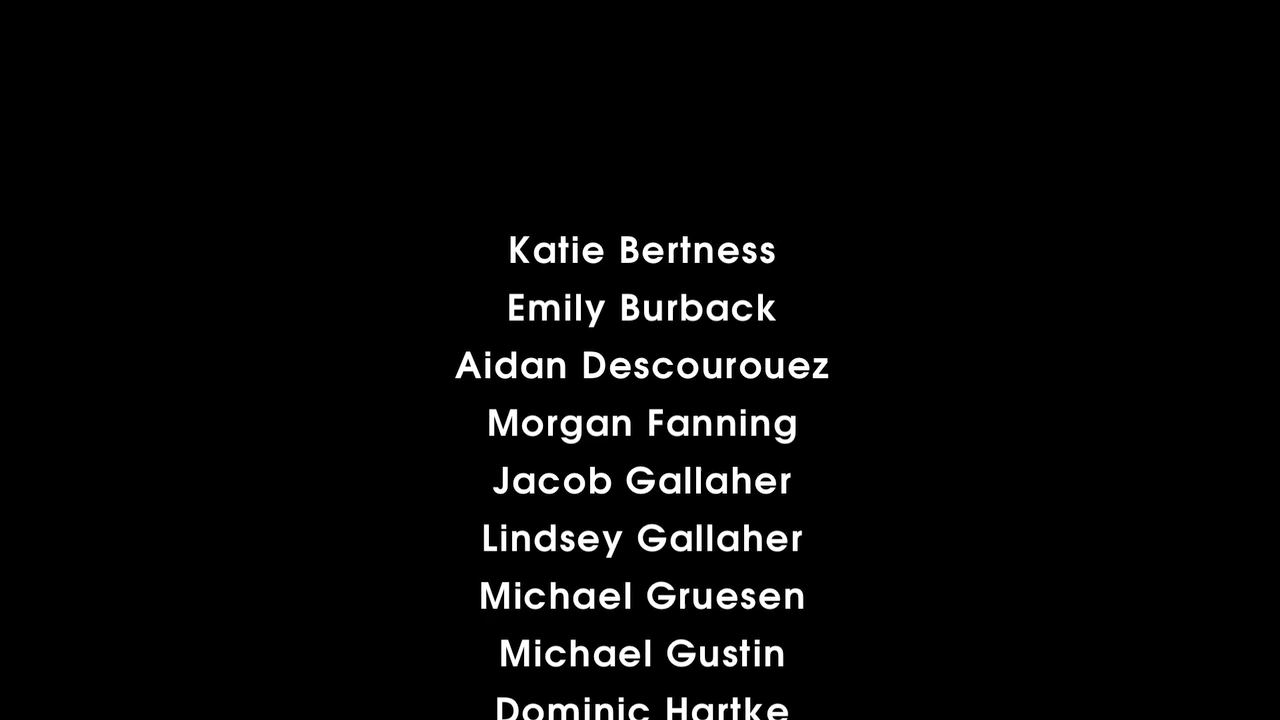 Katie Bertness
Emily Burback
Aidan Descourouez
Morgan Fanning
Jacob Gallaher
Lindsey Gallaher
Michael Gruesen
Michael Gustin
Dominic Hartke